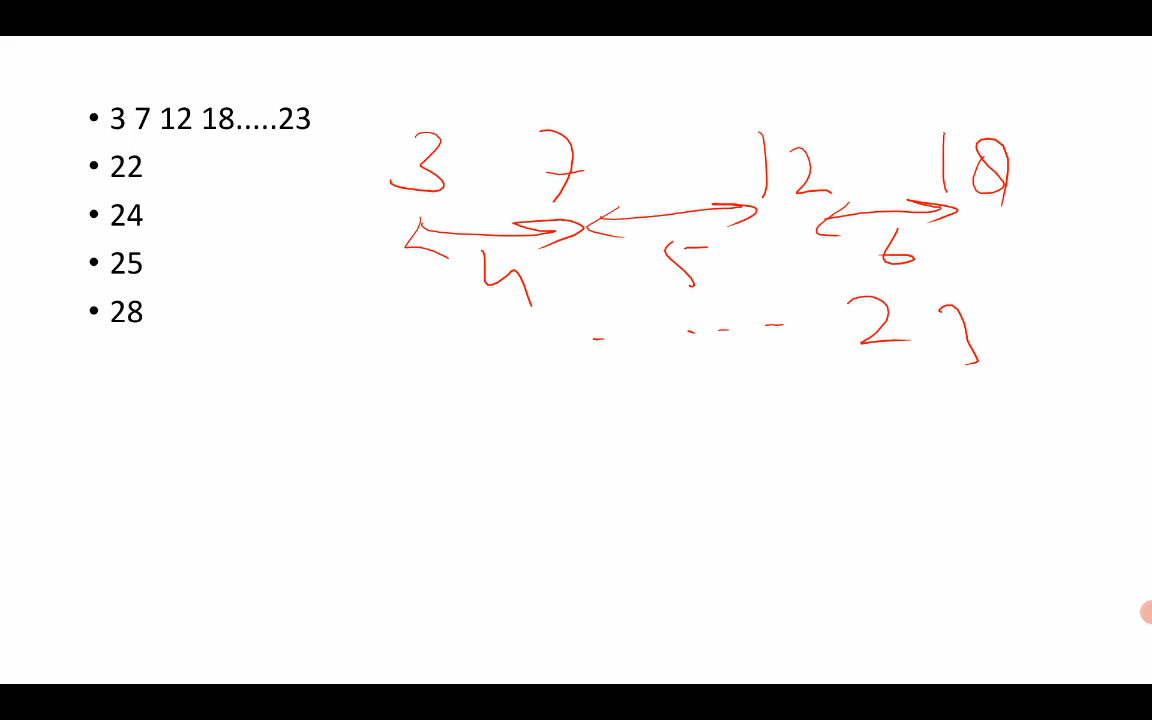 • 3 7 12 18.....23
• 22
• 24
• 25
• 28
3 7 12 18
4 5 6
. ... - 2